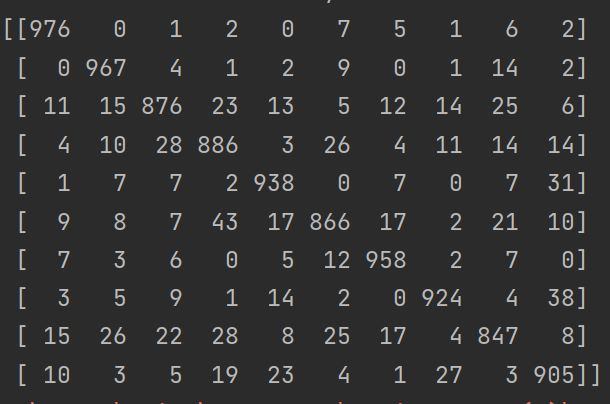 [[976 0 1 2 0 7 5 1 6 2]
[ 0 967 4 1 2 9 0 1 14 2]
[ 11 15 876 23 13 5 12 14 25 6]
[ 4 10 28 886 3 26 4 11 14 14]
[ 1 7 7 2 938 0 7 0 7 31]
[ 9 8 7 43 17 866 17 2 21 10]
[ 7 3 6 0 5 12 958 2 7 0]
[ 3 5 9 1 14 2 0 924 4 38]
[ 15 26 22 28 8 25 17 4 847 8]
[ 10 3 5 19 23 4 1 27 3 905]]